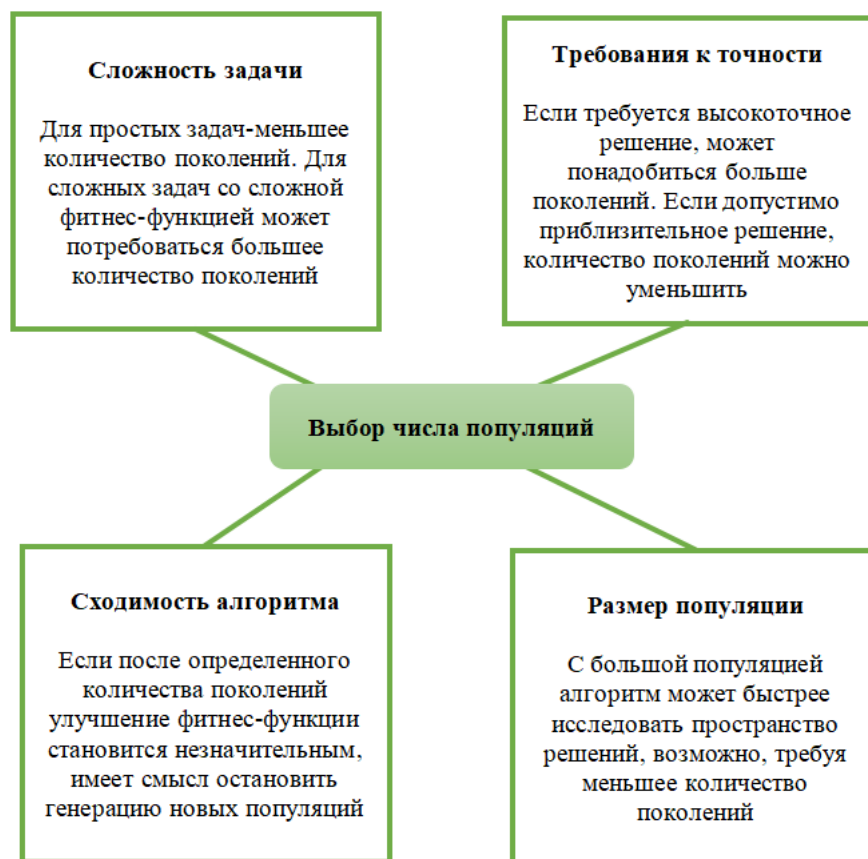 Сложность задачи
Для простых задач-меньшее
количество поколений. Для
сложных задач со сложной
фитнес-функцией может
потребоваться большее
количество поколений
Требования к точности
Если требуется высокоточное
решение, может
понадобиться больше
поколений. Если допустимо
приблизительное решение,
количество поколений можно
уменьшить
Выбор числа популяций
Сходимость алгоритма
Если после определенного
количества поколений
улучшение фитнес-функции
становится незначительным,
имеет смысл остановить
генерацию новых популяций
Размер популяции
С большой популяцией
алгоритм может быстрее
исследовать пространство
решений, возможно, требуя
меньшее количество
поколений